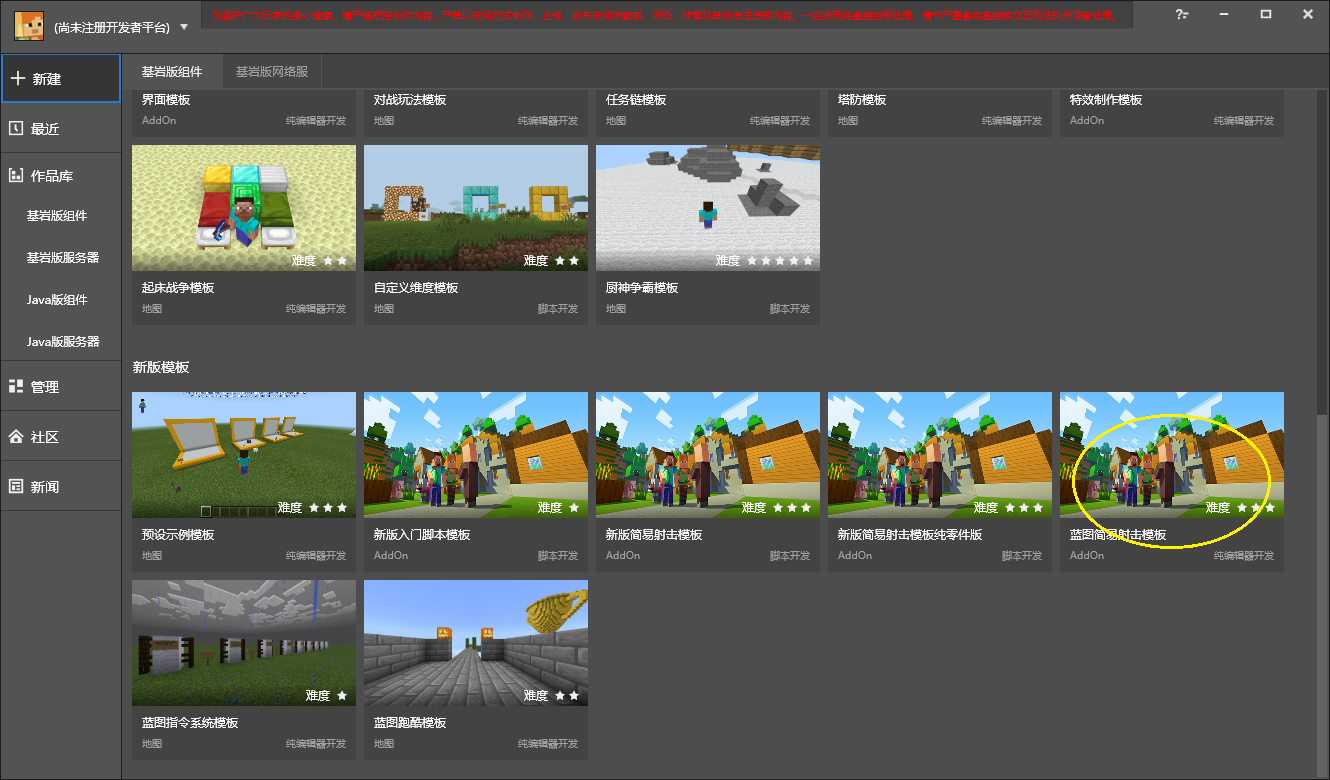 (尚未注册开发者平台)
新建
最近
作品库
基岩版组件
基岩版服务器
Java版组件
Java版服务器
管理
社区
新闻
基岩版组件 基岩版网络服
界面模板 对战玩法模板 任务链模板 塔防模板 特效制作模板
AddOn 纯编辑器开发 地图 纯编辑器开发 地图 纯编辑器开发 地图 纯编辑器开发 AddOn 纯编辑器开发
难度 难度 难度
起床战争模板 自定义维度模板 厨神争霸模板
地图 纯编辑器开发 地图 脚本开发 地图 脚本开发
新版模板
难度 难度 难度 难度 难度
预设示例模板 新版入门脚本模板 新版简易射击模板 新版简易射击模板纯零件版 蓝图简易射击模板
地图 纯编辑器开发 AddOn 脚本开发 AddOn 脚本开发 AddOn 脚本开发 AddOn 纯编辑器开发
难度 难度
蓝图指令系统模板 蓝图跑酷模板
地图 纯编辑器开发 地图 纯编辑器开发